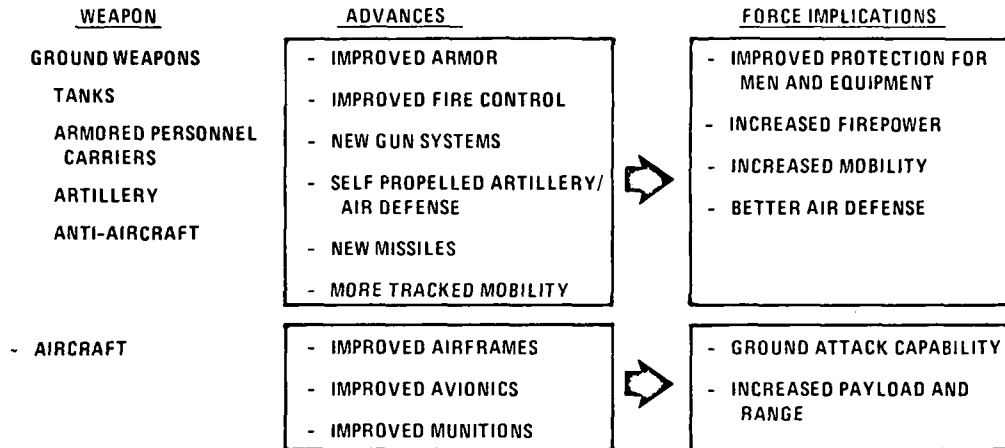 WEAPON
ADVANCES
FORCE IMPLICATIONS
GROUND WEAPONS
TANKS
ARMORED PERSONNEL
CARRIERS
ARTILLERY
ANTI-AIRCRAFT
- IMPROVED ARMOR
- IMPROVED FIRE CONTROL
- NEW GUN SYSTEMS
- SELF PROPELLED ARTILLERY/
AIR DEFENSE
- NEW MISSILES
- MORE TRACKED MOBILITY
- IMPROVED PROTECTION FOR
MEN AND EQUIPMENT
- INCREASED FIREPOWER
- INCREASED MOBILITY
- BETTER AIR DEFENSE
- AIRCRAFT
- IMPROVED AIRFRAMES
- IMPROVED AVIONICS
- IMPROVED MUNITIONS
- GROUND ATTACK CAPABILITY
- INCREASED PAYLOAD AND
RANGE